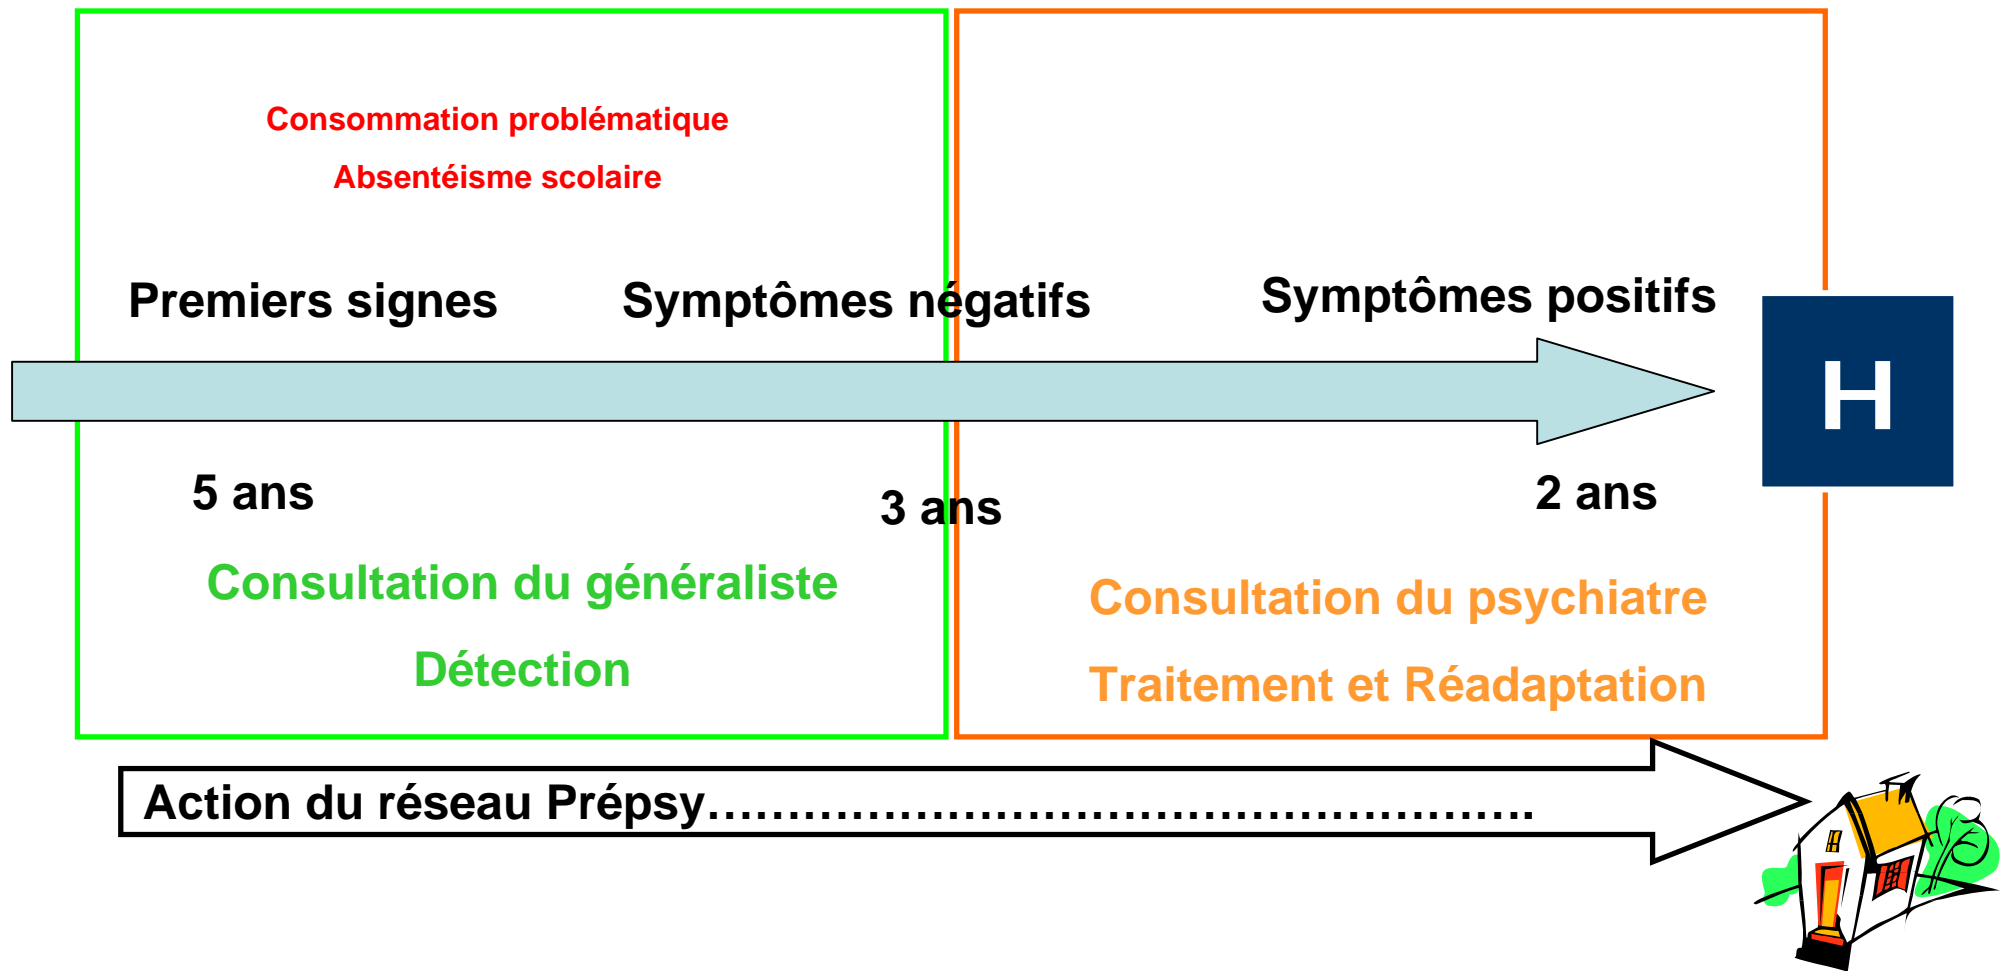 Consommation problématique
Absentéisme scolaire
Premiers signes
Symptômes négatifs
Symptômes positifs
H
5 ans
3 ans
2 ans
Consultation du généraliste
Détection
Consultation du psychiatre
Traitement et Réadaptation
Action du réseau Prépsy…………………………………………….